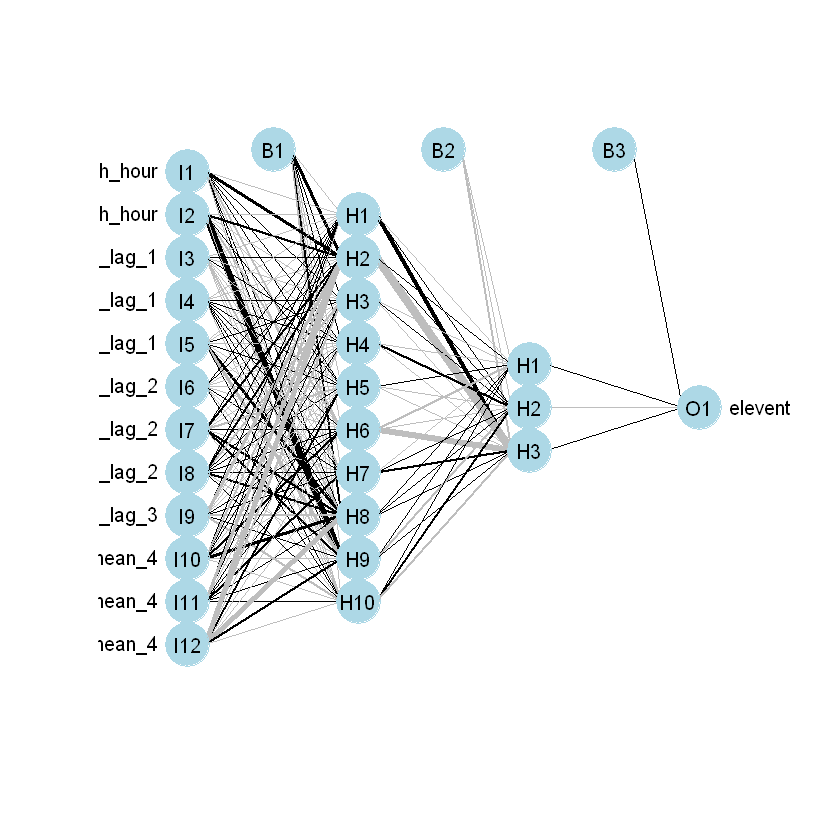 B1 B2 B3
h_hour I1
h_hour I2 H1
_lag_1 I3 H2
_lag_1 I4 H3
_lag_1 I5 H4 H1
_lag_2 I6 H5
_lag_2 I7 H6 H2 O1 elevent
_lag_2 I8 H7 H3
_lag_3 I9 H8
nean_4 I10 H9
nean_4 I11 H10
nean_4 I12